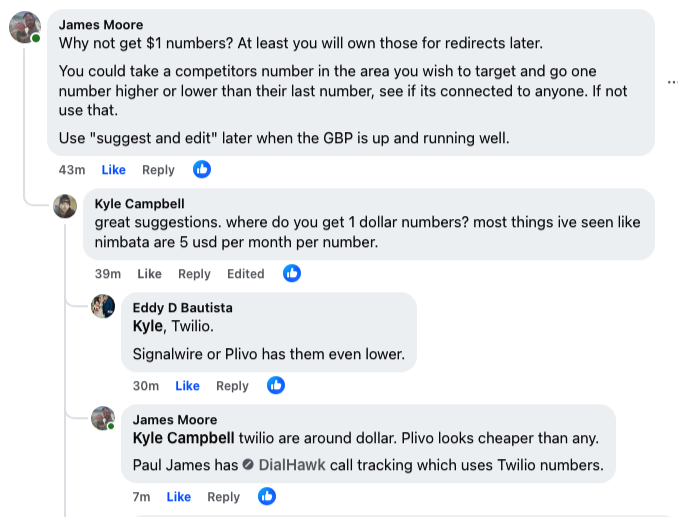 James Moore
Why not get $1 numbers? At least you will own those for redirects later.
You could take a competitors number in the area you wish to target and go one
number higher or lower than their last number, see if its connected to anyone. If not
use that.
Use "suggest and edit" later when the GBP is up and running well.
43m Like Reply
Kyle Campbell
great suggestions. where do you get 1 dollar numbers? most things ive seen like
nimbata are 5 usd per month per number.
39m Like Reply Edited
Eddy D Bautista
Kyle, Twilio.
Signalwire or Plivo has them even lower.
30m Like Reply
James Moore
Kyle Campbell twilio are around dollar. Plivo looks cheaper than any.
Paul James has DialHawk call tracking which uses Twilio numbers.
7m Like Reply